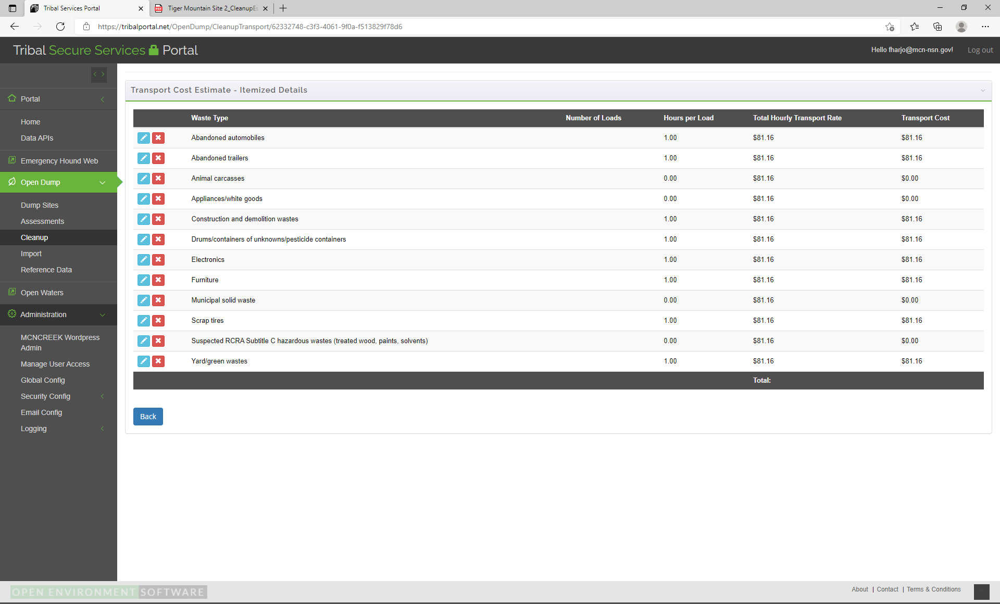 Tribal Services Portal
Tiger Mountain Site 2_CleanupEs
https://tribalportal.net/OpenDump/CleanupTransport/62332748-c3f3-4061-9f0a-f513829f78d6
Tribal Secure Services Portal
Hello fharjo@mcn-nsn.gov!
Log out
Portal
Home
Data APIs
Emergency Hound Web
Open Dump
Dump Sites
Assessments
Cleanup
Import
Reference Data
Open Waters
Administration
MCNCREEK Wordpress
Admin
Manage User Access
Global Config
Security Config
Email Config
Logging
Transport Cost Estimate - Itemized Details
Waste Type Number of Loads Hours per Load Total Hourly Transport Rate Transport Cost
Abandoned automobiles 1.00 $81.16 $81.16
Abandoned trailers 1.00 $81.16 $81.16
Animal carcasses 0.00 $81.16 $0.00
Appliances/white goods 0.00 $81.16 $0.00
Construction and demolition wastes 1.00 $81.16 $81.16
Drums/containers of unknowns/pesticide containers 1.00 $81.16 $81.16
Electronics 1.00 $81.16 $81.16
Furniture 1.00 $81.16 $81.16
Municipal solid waste 0.00 $81.16 $0.00
Scrap tires 1.00 $81.16 $81.16
Suspected RCRA Subtitle C hazardous wastes (treated wood, paints, solvents) 0.00 $81.16 $0.00
Yard/green wastes 1.00 $81.16 $81.16
Total:
Back
OPEN ENVIRONMENT SOFTWARE
About | Contact | Terms & Conditions